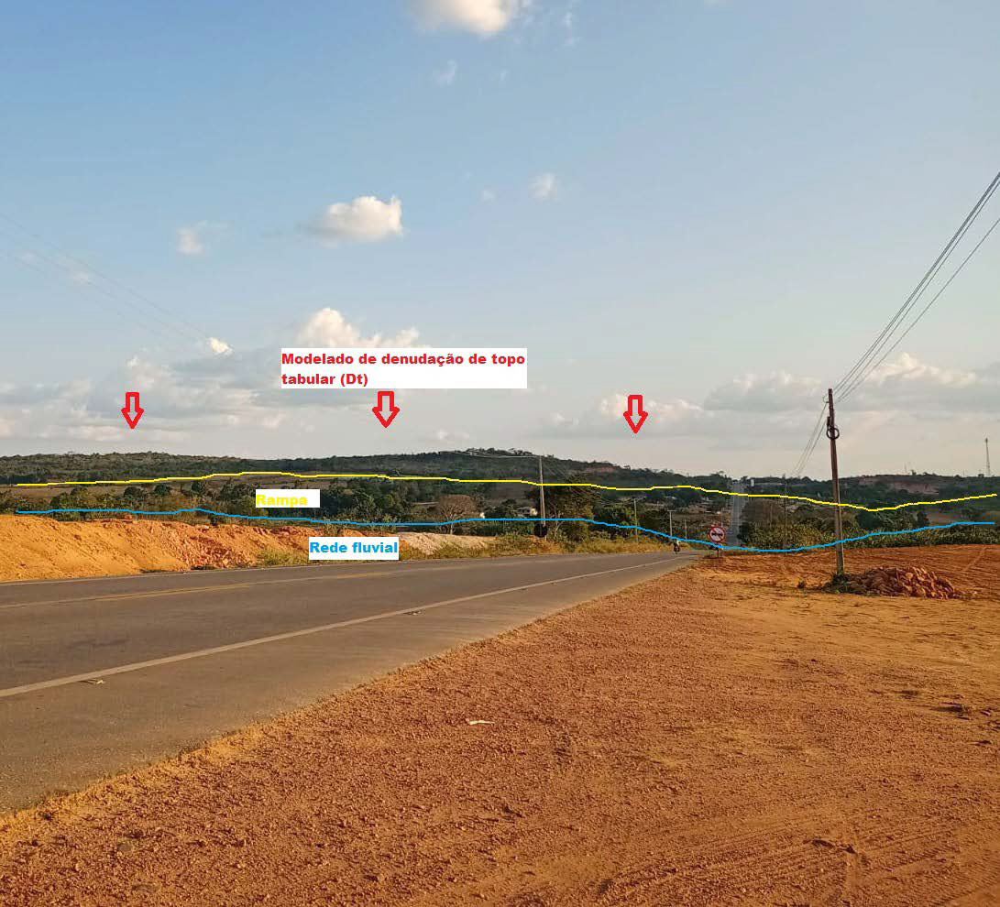 Modelado de denudação de topo
tabular (Dt)
Rampa
Rede fluvial